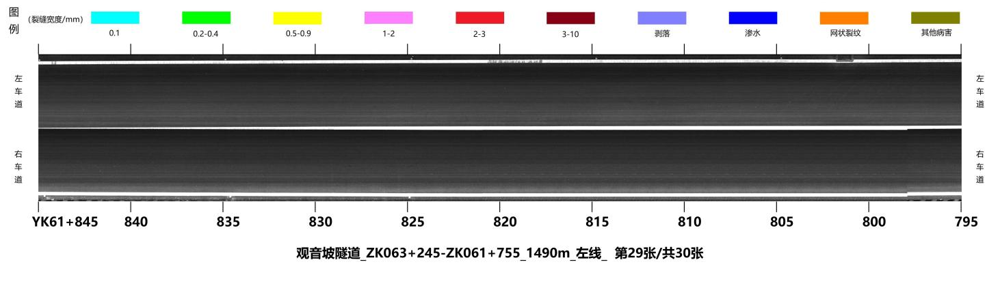 图例 (裂缝宽度/mm) 0.1 0.2-0.4 0.5-0.9 1-2 2-3 3-10 剥落 渗水 网状裂纹 其他病害
左车道
左车道
右车道
右车道
YK61+845 840 835 830 825 820 815 810 805 800 795
观音坡隧道_ZK063+245-ZK061+755_1490m_左线_ 第29张/共30张